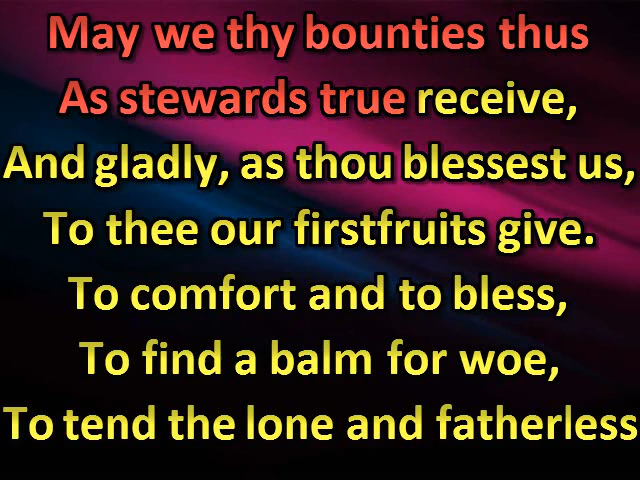 May we thy bounties thus
As stewards true receive,
And gladly, as thou blessest us,
To thee our firstfruits give.
To comfort and to bless,
To find a balm for woe,
To tend the lone and fatherless